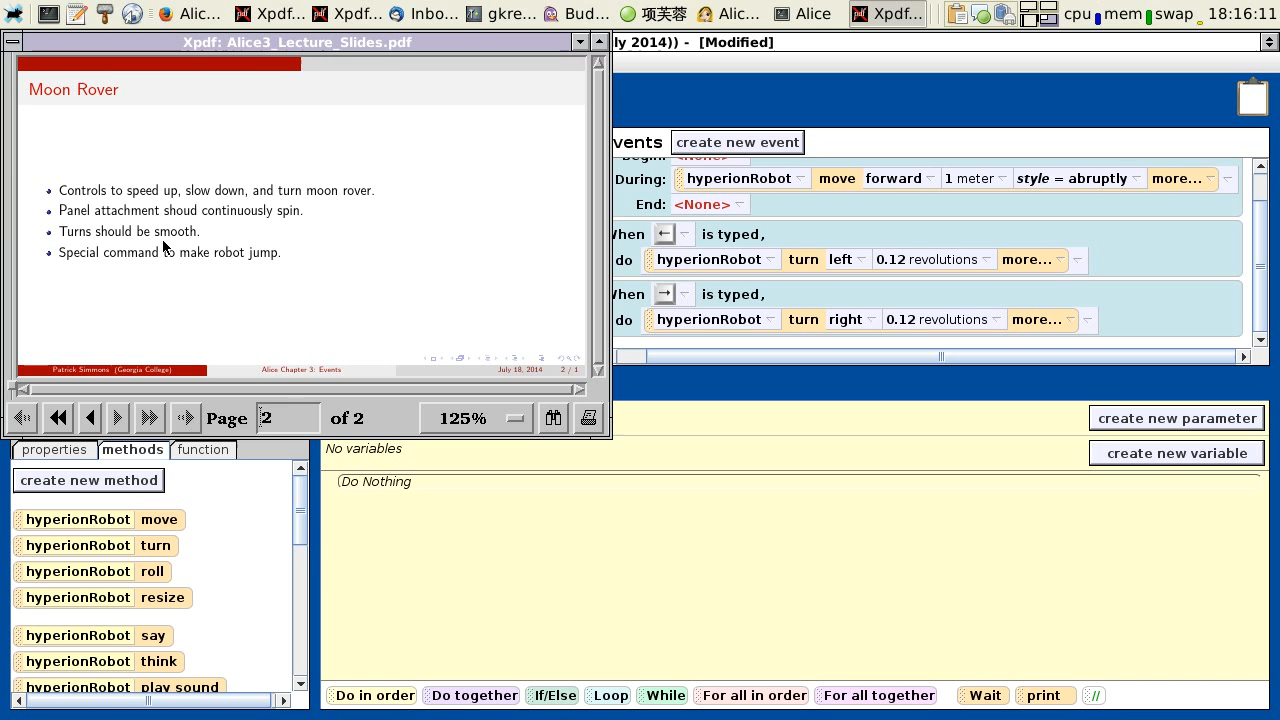 Alic... Xpdf... Xpdf... Inbo... gkre... Bud... 项芙蓉 Alic... Alice Xpdf... cpu mem swap 18:16:11
Xpdf: Alice3_Lecture_Slides.pdf
ly 2014)) - [Modified]
Moon Rover
Controls to speed up, slow down, and turn moon rover.
Panel attachment shoud continuously spin.
Turns should be smooth.
Special command to make robot jump.
Patrick Simmons (Georgia College) Alice Chapter 3: Events July 18, 2014 2 / 1
Page 2 of 2 125%
vents create new event
Begin: <None>
During: hyperionRobot move forward 1 meter style = abruptly more...
End: <None>
When ← is typed,
do hyperionRobot turn left 0.12 revolutions more...
When → is typed,
do hyperionRobot turn right 0.12 revolutions more...
create new parameter
properties methods function
No variables create new variable
create new method
(Do Nothing
hyperionRobot move
hyperionRobot turn
hyperionRobot roll
hyperionRobot resize
hyperionRobot say
hyperionRobot think
hyperionRobot play sound
Do in order Do together If/Else Loop While For all in order For all together Wait print //